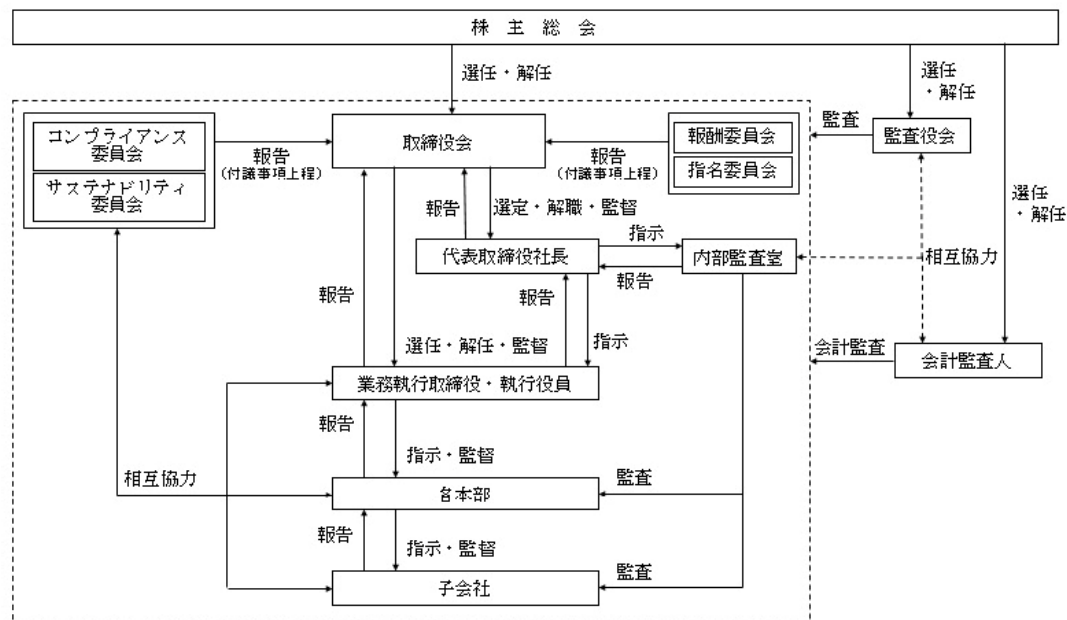 株主総会
選任・解任
選任
・解任
コンプライアンス
委員会
サステナビリティ
委員会
報告
(付議事項上程)
取締役会
報告
(付議事項上程)
報酬委員会
指名委員会
監査
監査役会
選任
・解任
報告
選定・解職・監督
代表取締役社長
指示
報告
内部監査室
相互協力
報告
報告
選任・解任・監督
指示
会計監査
会計監査人
業務執行取締役・執行役員
報告
指示・監督
相互協力
各本部
監査
報告
指示・監督
子会社
監査